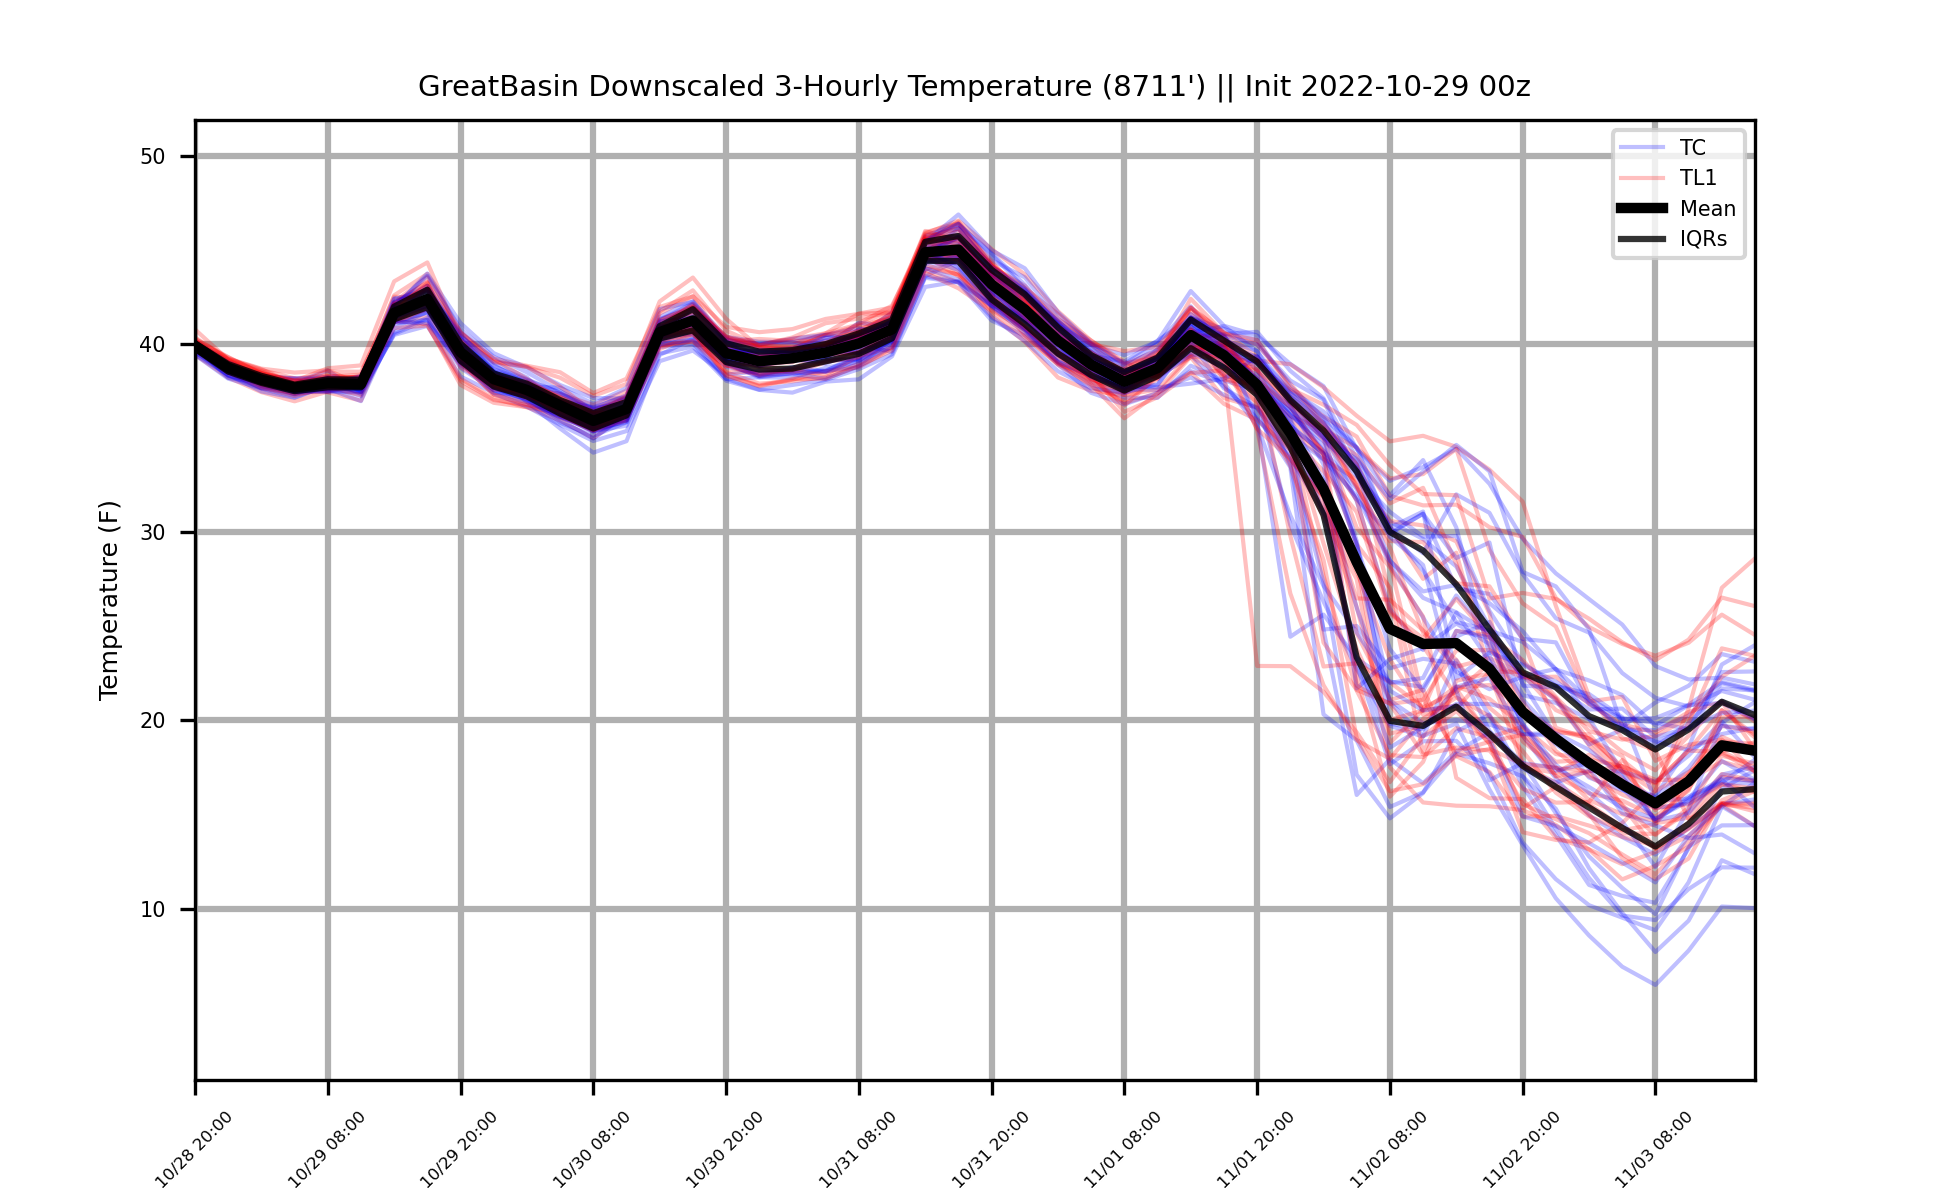 GreatBasin Downscaled 3-Hourly Temperature (8711') || Init 2022-10-29 00z
TC
TL1
Mean
IQRs
Temperature (F)
50
40
30
20
10
10/28 20:00
10/29 08:00
10/29 20:00
10/30 08:00
10/30 20:00
10/31 08:00
10/31 20:00
11/01 08:00
11/01 20:00
11/02 08:00
11/02 20:00
11/03 08:00